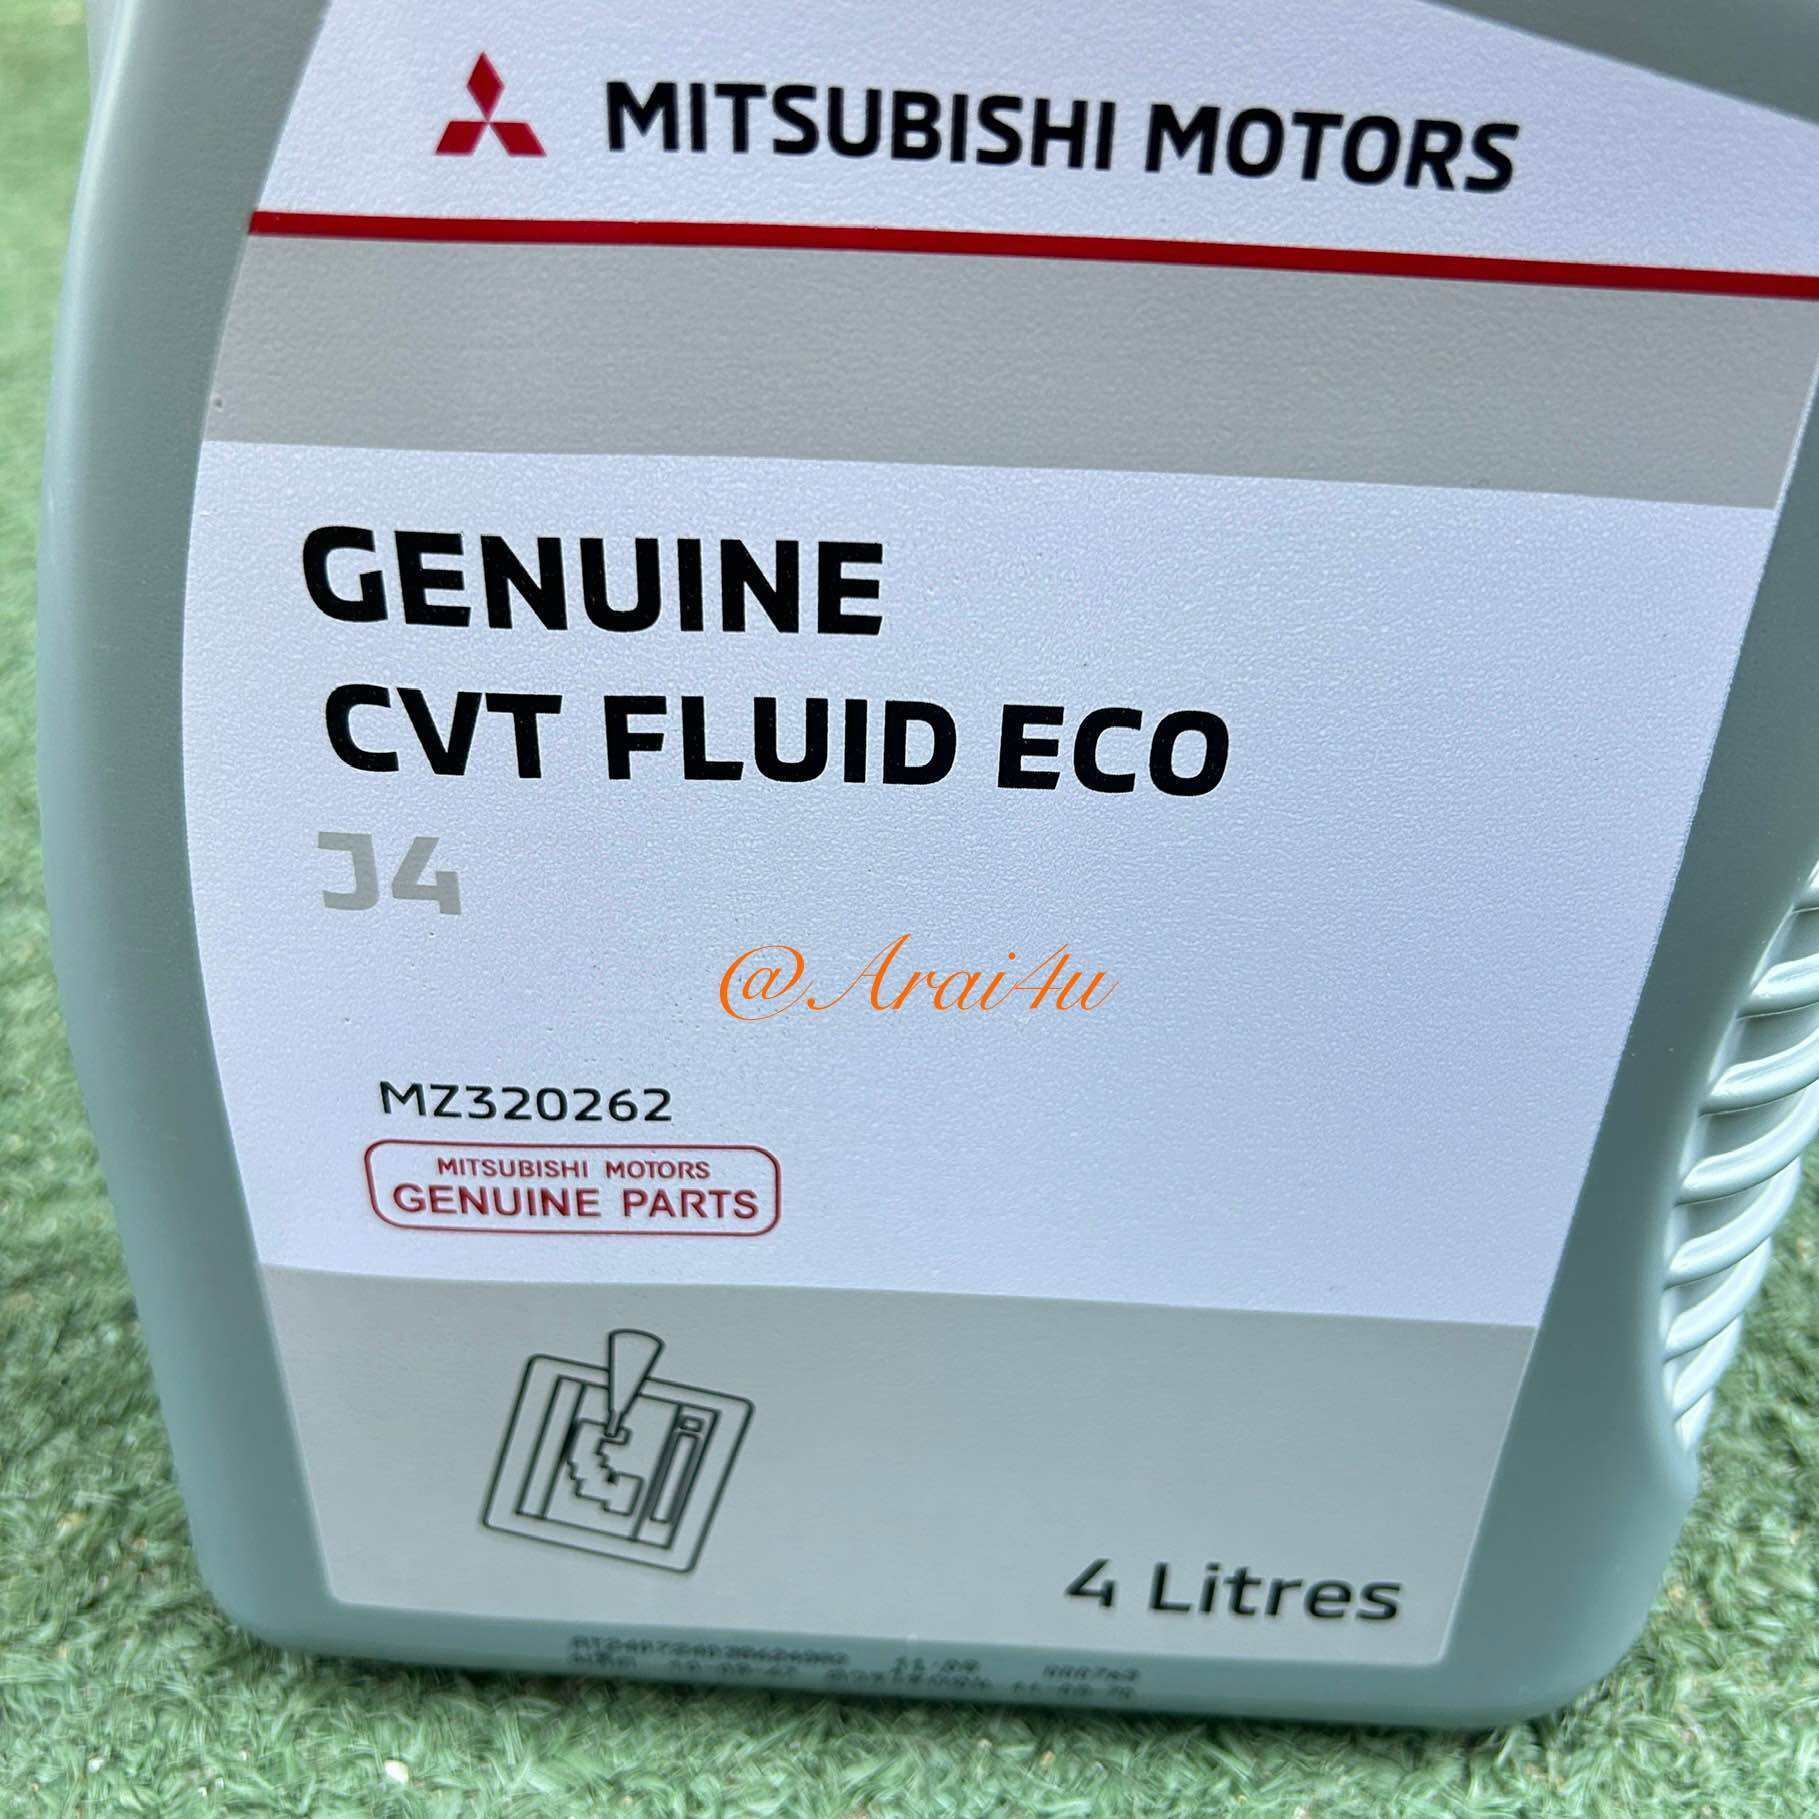 MITSUBISHI MOTORS
GENUINE
CVT FLUID ECO
J4
@Arai4u
MZ320262
MITSUBISHI MOTORS
GENUINE PARTS
4 Litres